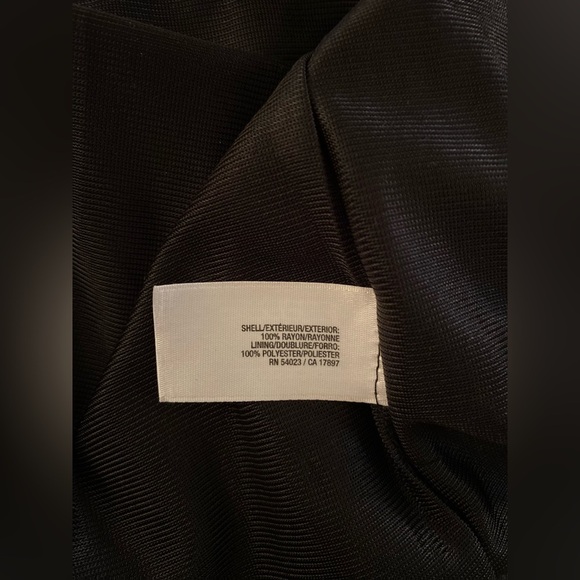 SHELL/EXTÉRIEUR/EXTERIOR:
100% RAYON/RAYONNE
LINING/DOUBLURE/FORRO:
100% POLYESTER/POLIESTER
RN 54023 / CA 17897